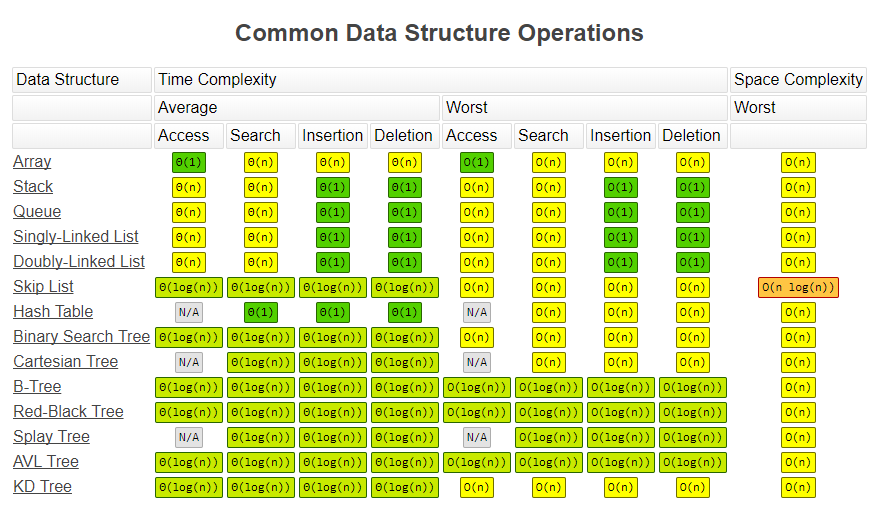 Common Data Structure Operations
Data Structure Time Complexity Space Complexity
Average Worst Worst
Access Search Insertion Deletion Access Search Insertion Deletion
Array Θ(1) Θ(n) Θ(n) Θ(n) O(1) O(n) O(n) O(n) O(n)
Stack Θ(n) Θ(n) Θ(1) Θ(1) O(n) O(n) O(1) O(1) O(n)
Queue Θ(n) Θ(n) Θ(1) Θ(1) O(n) O(n) O(1) O(1) O(n)
Singly-Linked List Θ(n) Θ(n) Θ(1) Θ(1) O(n) O(n) O(1) O(1) O(n)
Doubly-Linked List Θ(n) Θ(n) Θ(1) Θ(1) O(n) O(n) O(1) O(1) O(n)
Skip List Θ(log(n)) Θ(log(n)) Θ(log(n)) Θ(log(n)) O(n) O(n) O(n) O(n) O(n log(n))
Hash Table N/A Θ(1) Θ(1) Θ(1) N/A O(n) O(n) O(n) O(n)
Binary Search Tree Θ(log(n)) Θ(log(n)) Θ(log(n)) Θ(log(n)) O(n) O(n) O(n) O(n) O(n)
Cartesian Tree N/A Θ(log(n)) Θ(log(n)) Θ(log(n)) N/A O(n) O(n) O(n) O(n)
B-Tree Θ(log(n)) Θ(log(n)) Θ(log(n)) Θ(log(n)) O(log(n)) O(log(n)) O(log(n)) O(log(n)) O(n)
Red-Black Tree Θ(log(n)) Θ(log(n)) Θ(log(n)) Θ(log(n)) O(log(n)) O(log(n)) O(log(n)) O(log(n)) O(n)
Splay Tree N/A Θ(log(n)) Θ(log(n)) Θ(log(n)) N/A O(log(n)) O(log(n)) O(log(n)) O(n)
AVL Tree Θ(log(n)) Θ(log(n)) Θ(log(n)) Θ(log(n)) O(log(n)) O(log(n)) O(log(n)) O(log(n)) O(n)
KD Tree Θ(log(n)) Θ(log(n)) Θ(log(n)) Θ(log(n)) O(n) O(n) O(n) O(n) O(n)